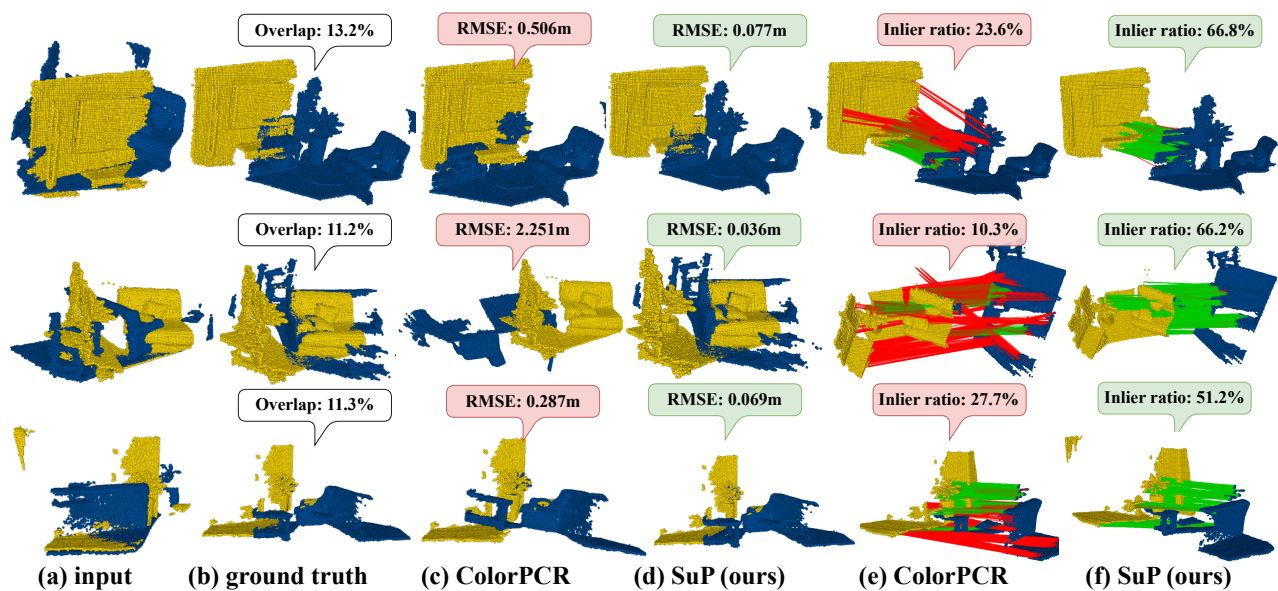 Overlap: 13.2%
RMSE: 0.506m
RMSE: 0.077m
Inlier ratio: 23.6%
Inlier ratio: 66.8%
Overlap: 11.2%
RMSE: 2.251m
RMSE: 0.036m
Inlier ratio: 10.3%
Inlier ratio: 66.2%
Overlap: 11.3%
RMSE: 0.287m
RMSE: 0.069m
Inlier ratio: 27.7%
Inlier ratio: 51.2%
(a) input
(b) ground truth
(c) ColorPCR
(d) SuP (ours)
(e) ColorPCR
(f) SuP (ours)